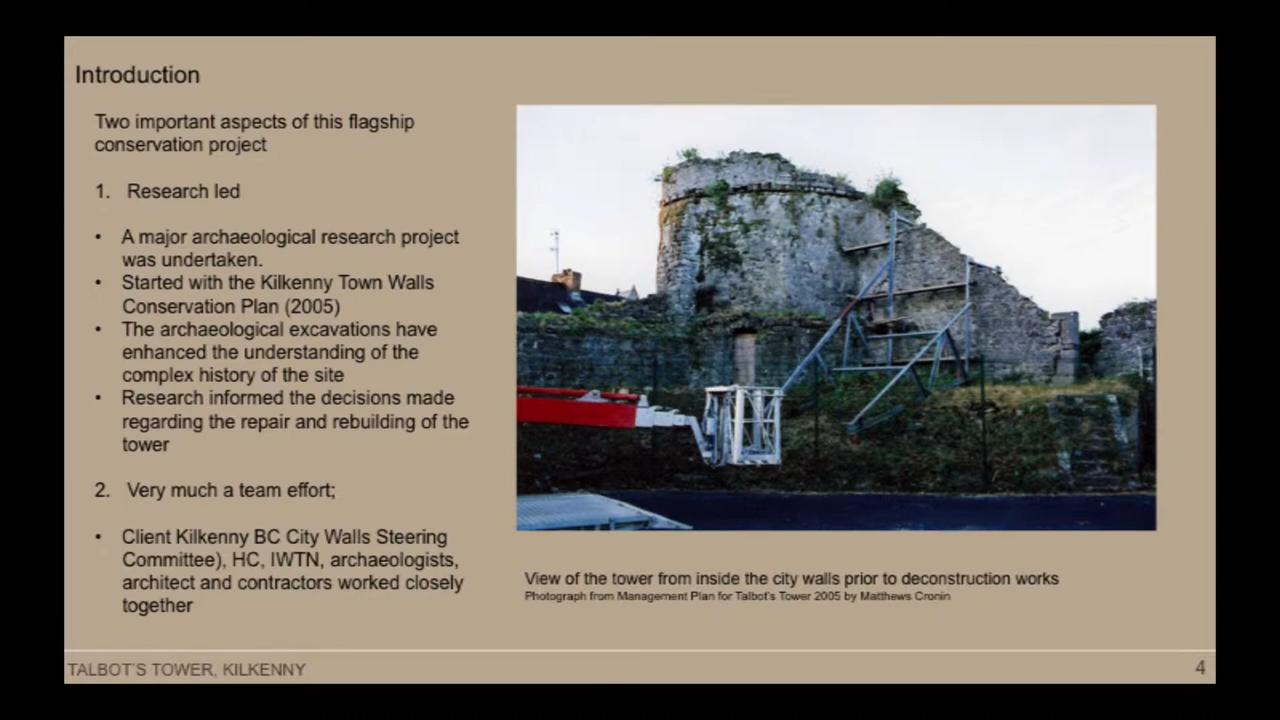 Introduction
Two important aspects of this flagship
conservation project
1. Research led
• A major archaeological research project
was undertaken.
• Started with the Kilkenny Town Walls
Conservation Plan (2005)
• The archaeological excavations have
enhanced the understanding of the
complex history of the site
• Research informed the decisions made
regarding the repair and rebuilding of the
tower
2. Very much a team effort;
• Client Kilkenny BC City Walls Steering
Committee), HC, IWTN, archaeologists,
architect and contractors worked closely
together
View of the tower from inside the city walls prior to deconstruction works
Photograph from Management Plan for Talbot's Tower 2005 by Matthews Cronin
TALBOT'S TOWER, KILKENNY
4